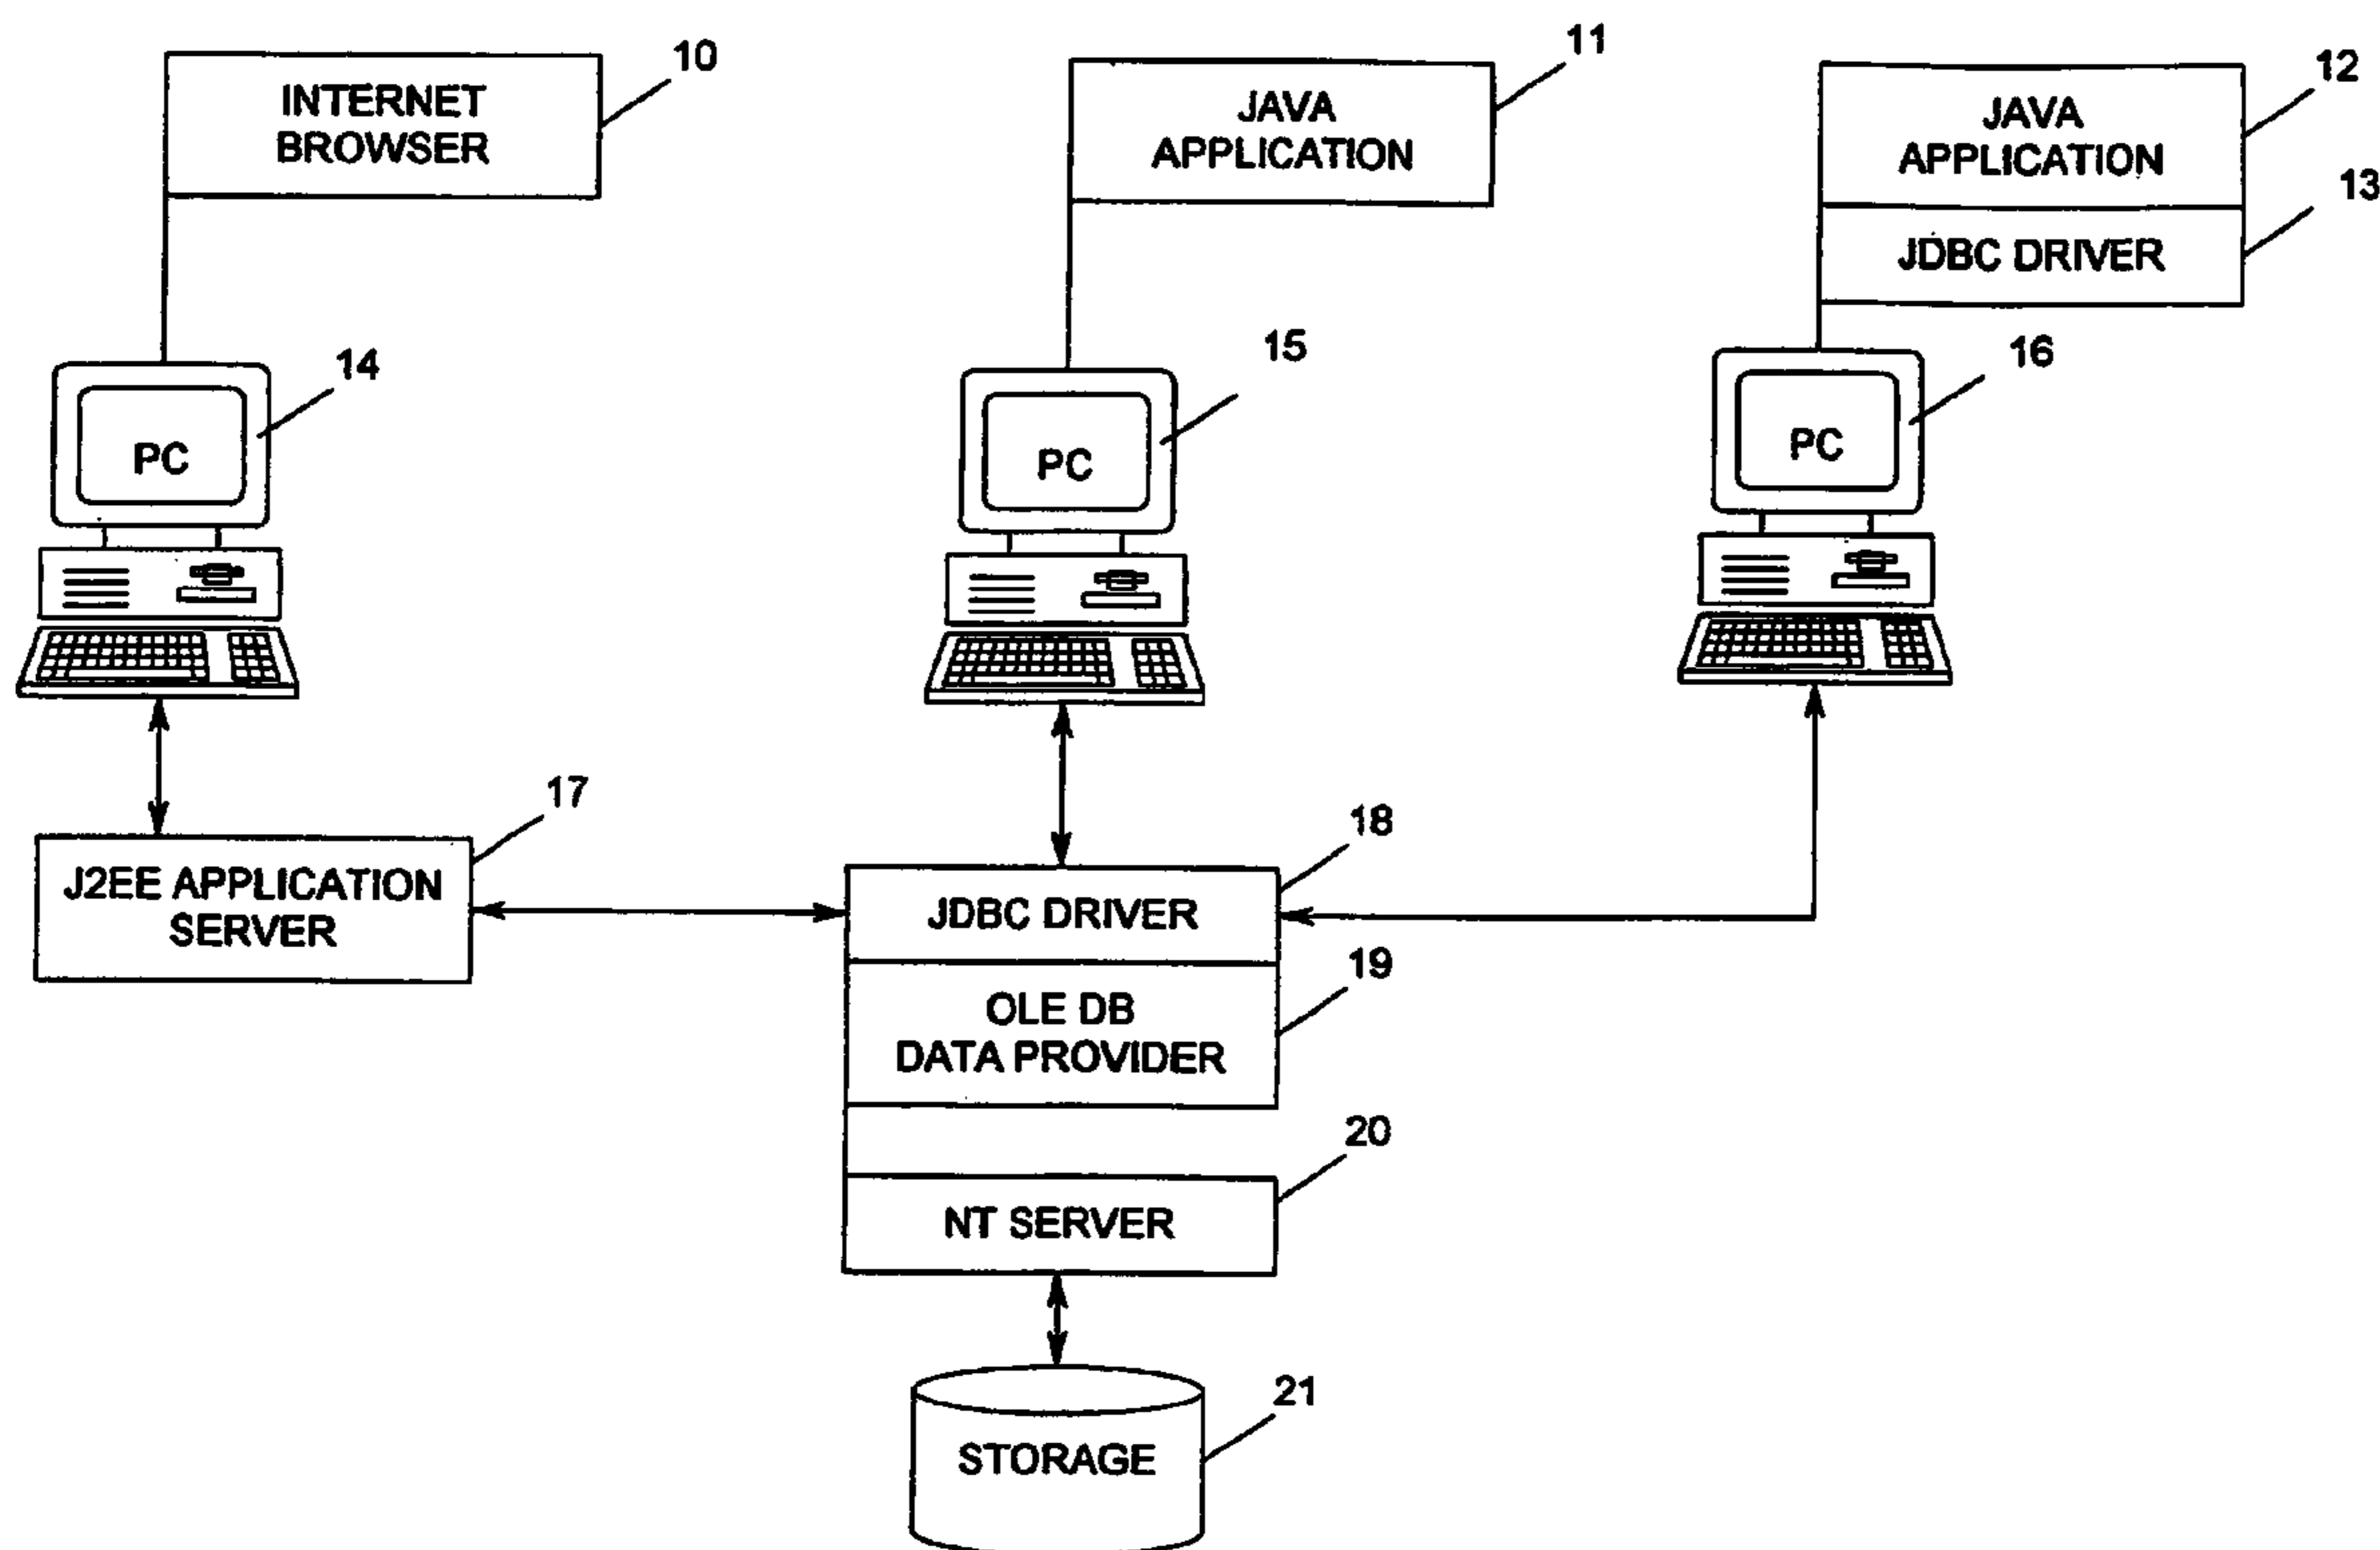 10
INTERNET
BROWSER
11
JAVA
APPLICATION
12
JAVA
APPLICATION
13
JDBC DRIVER
14
PC
15
PC
16
PC
17
J2EE APPLICATION
SERVER
18
JDBC DRIVER
19
OLE DB
DATA PROVIDER
20
NT SERVER
21
STORAGE